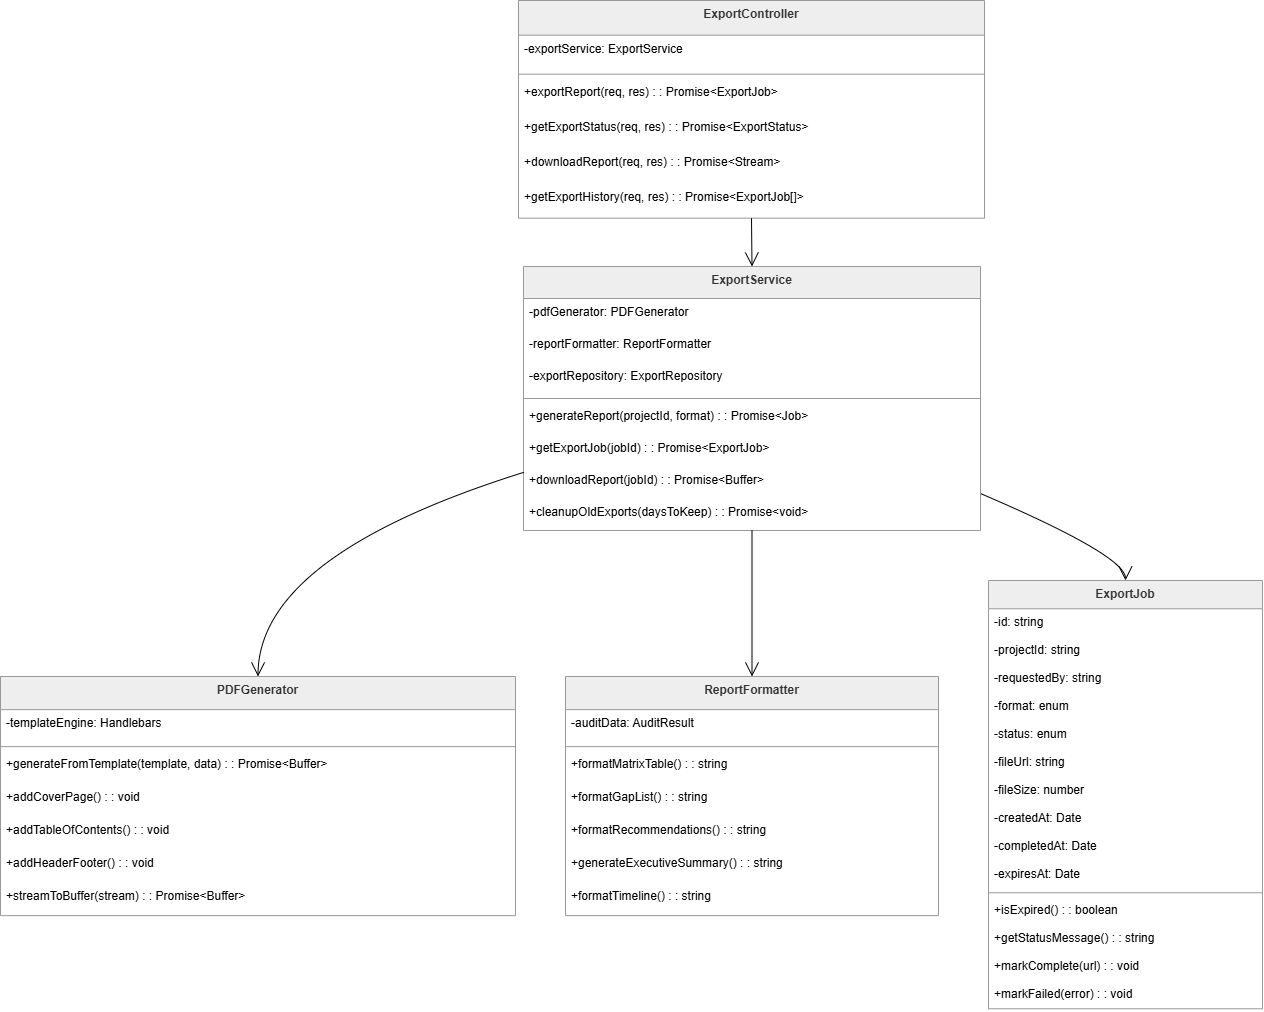 ExportController
-exportService: ExportService
+exportReport(req, res) : : Promise<ExportJob>
+getExportStatus(req, res) : : Promise<ExportStatus>
+downloadReport(req, res) : : Promise<Stream>
+getExportHistory(req, res) : : Promise<ExportJob[]>
ExportService
-pdfGenerator: PDFGenerator
-reportFormatter: ReportFormatter
-exportRepository: ExportRepository
+generateReport(projectId, format) : : Promise<Job>
+getExportJob(jobId) : : Promise<ExportJob>
+downloadReport(jobId) : : Promise<Buffer>
+cleanupOldExports(daysToKeep) : : Promise<void>
PDFGenerator
-templateEngine: Handlebars
+generateFromTemplate(template, data) : : Promise<Buffer>
+addCoverPage() : : void
+addTableOfContents() : : void
+addHeaderFooter() : : void
+streamToBuffer(stream) : : Promise<Buffer>
ReportFormatter
-auditData: AuditResult
+formatMatrixTable() : : string
+formatGapList() : : string
+formatRecommendations() : : string
+generateExecutiveSummary() : : string
+formatTimeline() : : string
ExportJob
-id: string
-projectId: string
-requestedBy: string
-format: enum
-status: enum
-fileUrl: string
-fileSize: number
-createdAt: Date
-completedAt: Date
-expiresAt: Date
+isExpired() : : boolean
+getStatusMessage() : : string
+markComplete(url) : : void
+markFailed(error) : : void